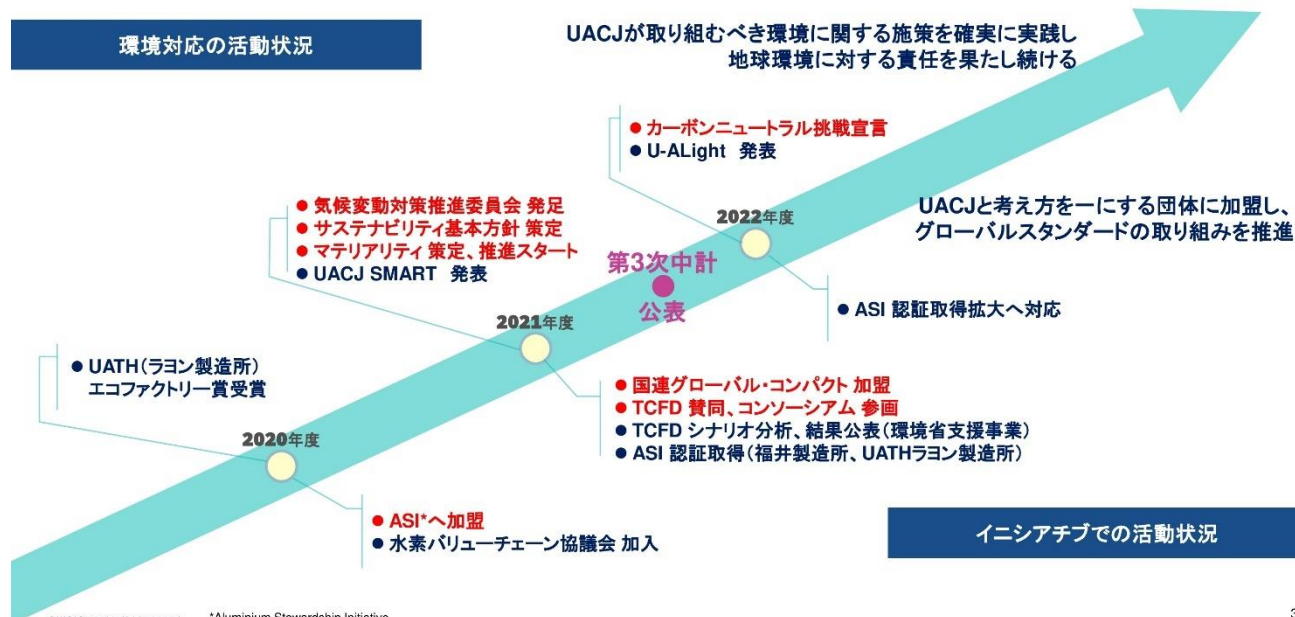 環境対応の活動状況
UACJが取り組むべき環境に関する施策を確実に実践し
地球環境に対する責任を果たし続ける
● カーボンニュートラル挑戦宣言
● U-ALight 発表
● 気候変動対策推進委員会 発足
● サステナビリティ基本方針 策定
● マテリアリティ 策定、推進スタート
● UACJ SMART 発表
2022年度
UACJと考え方を一にする団体に加盟し、
グローバルスタンダードの取り組みを推進
第3次中計
公表
● ASI 認証取得拡大へ対応
2021年度
● UATH(ラヨン製造所)
エコファクトリー賞受賞
● 国連グローバル・コンパクト 加盟
● TCFD 賛同、コンソーシアム 参画
● TCFD シナリオ分析、結果公表(環境省支援事業)
● ASI 認証取得(福井製造所、UATHラヨン製造所)
2020年度
● ASI*へ加盟
● 水素バリューチェーン協議会 加入
イニシアチブでの活動状況
*Aluminium Stewardship Initiative